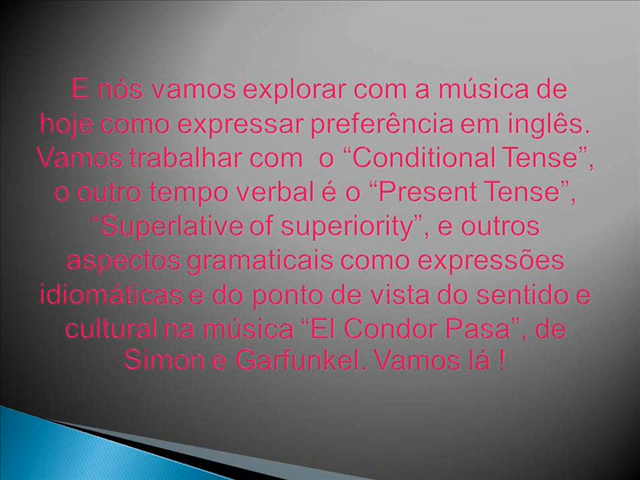 E nós vamos explorar com a música de
hoje como expressar preferência em inglês.
Vamos trabalhar com o “Conditional Tense”,
o outro tempo verbal é o “Present Tense”,
“Superlative of superiority”, e outros
aspectos gramaticais como expressões
idiomáticas e do ponto de vista do sentido e
cultural na música “El Condor Pasa”, de
Simon e Garfunkel. Vamos lá !